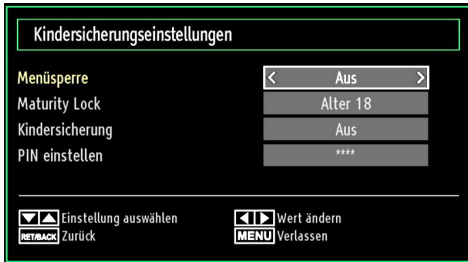 Kindersicherungseinstellungen
Menüsperre < Aus >
Maturity Lock Alter 18
Kindersicherung Aus
PIN einstellen ****
Einstellung auswählen Wert ändern
RET/BACK Zurück MENU Verlassen